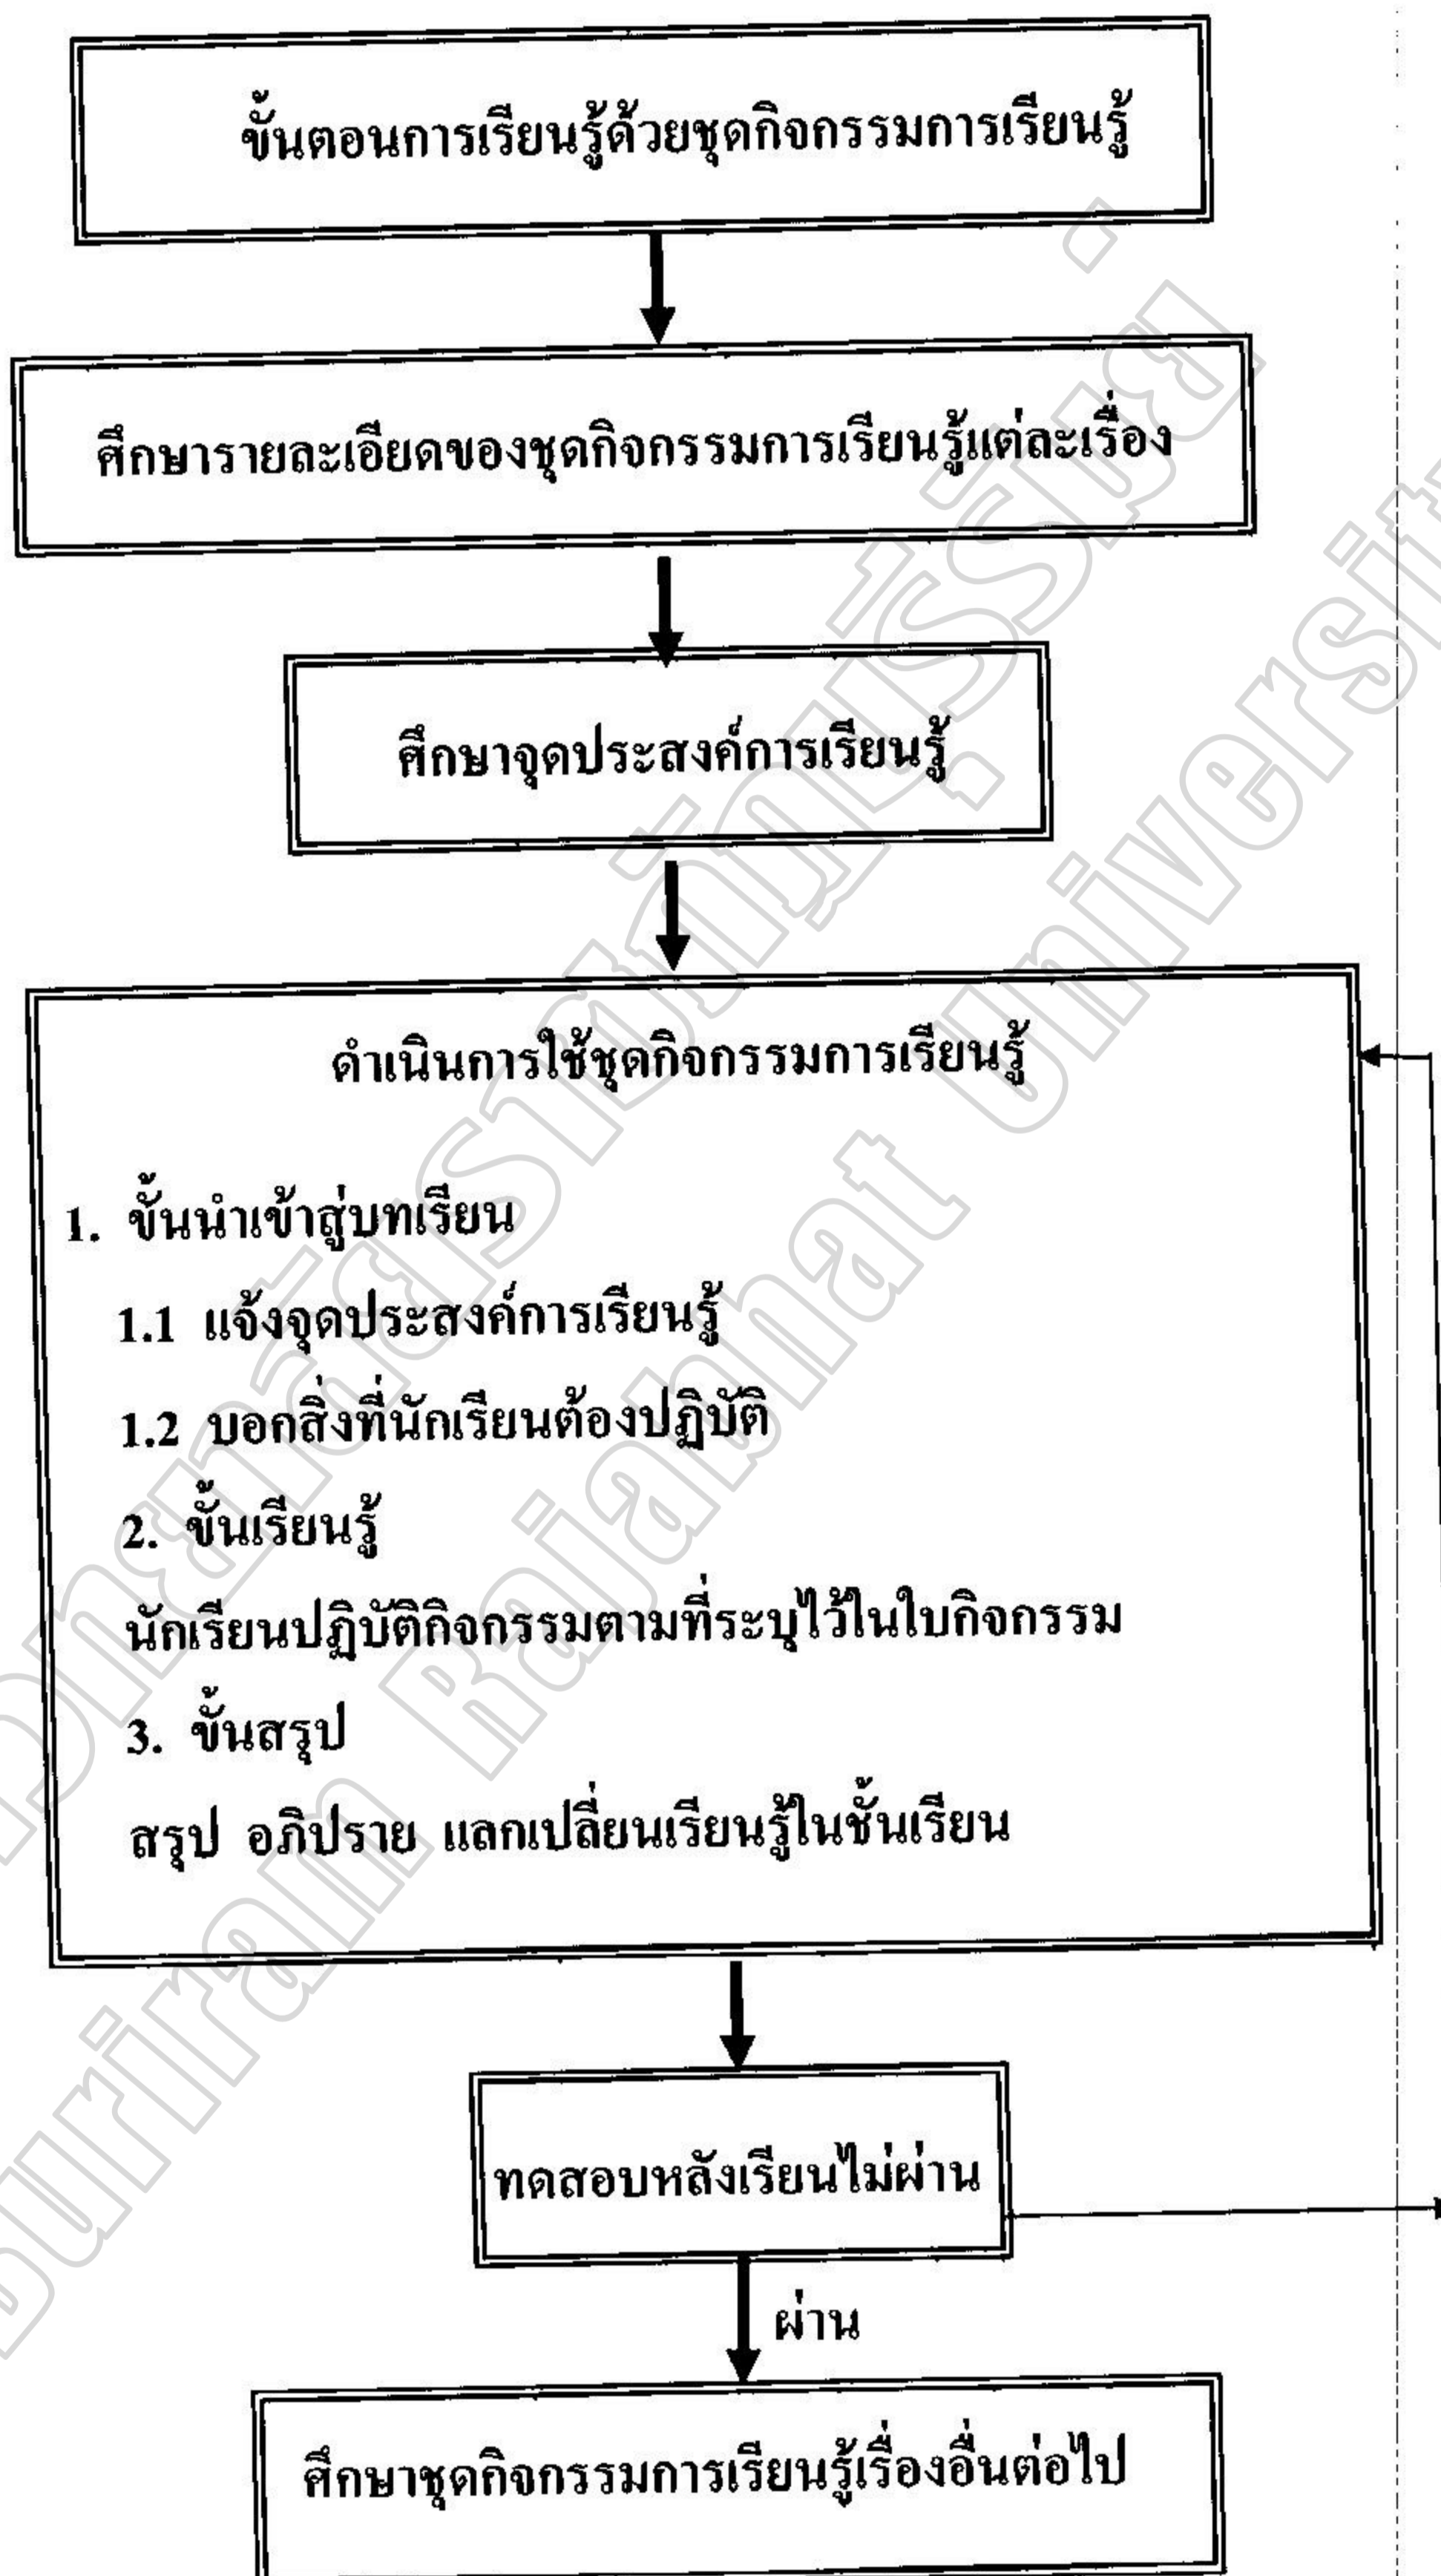 ขั้นตอนการเรียนรู้ด้วยชุดกิจกรรมการเรียนรู้
ศึกษารายละเอียดของชุดกิจกรรมการเรียนรู้แต่ละเรื่อง
ศึกษาจุดประสงค์การเรียนรู้
ดำเนินการใช้ชุดกิจกรรมการเรียนรู้
1. ขั้นนำเข้าสู่บทเรียน
1.1 แจ้งจุดประสงค์การเรียนรู้
1.2 บอกสิ่งที่นักเรียนต้องปฏิบัติ
2. ขั้นเรียนรู้
นักเรียนปฏิบัติกิจกรรมตามที่ระบุไว้ในใบกิจกรรม
3. ขั้นสรุป
สรุป อภิปราย แลกเปลี่ยนเรียนรู้ในชั้นเรียน
ทดสอบหลังเรียนไม่ผ่าน
ผ่าน
ศึกษาชุดกิจกรรมการเรียนรู้เรื่องอื่นต่อไป
Buriram Rajabhat Universit